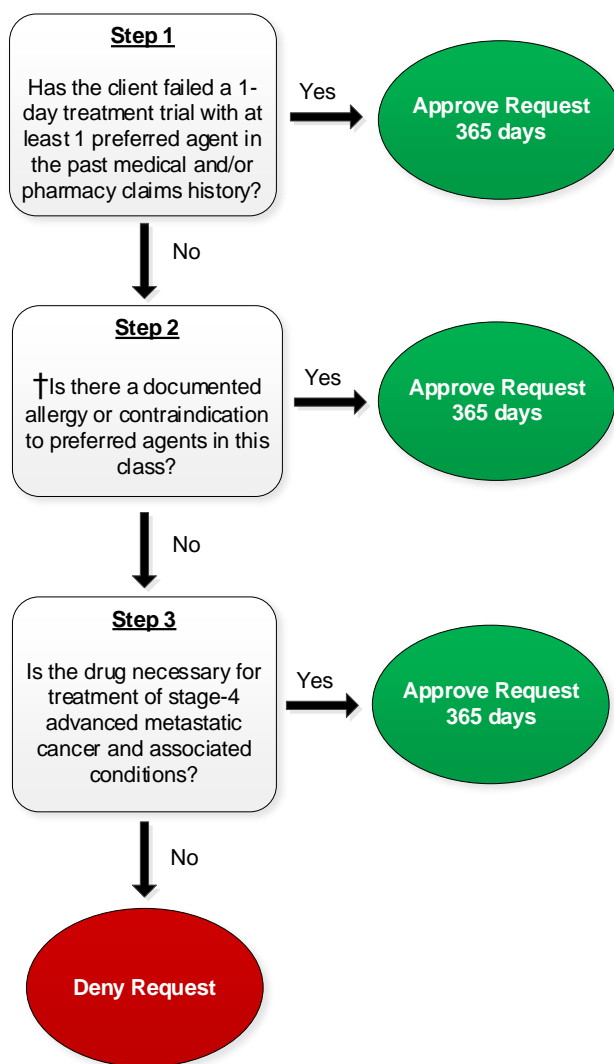 Step 1
Has the client failed a 1-
day treatment trial with at
least 1 preferred agent in
the past medical and/or
pharmacy claims history?
Yes
Approve Request
365 days
No
Step 2
†Is there a documented
allergy or contraindication
to preferred agents in this
class?
Yes
Approve Request
365 days
No
Step 3
Is the drug necessary for
treatment of stage-4
advanced metastatic
cancer and associated
conditions?
Yes
Approve Request
365 days
No
Deny Request